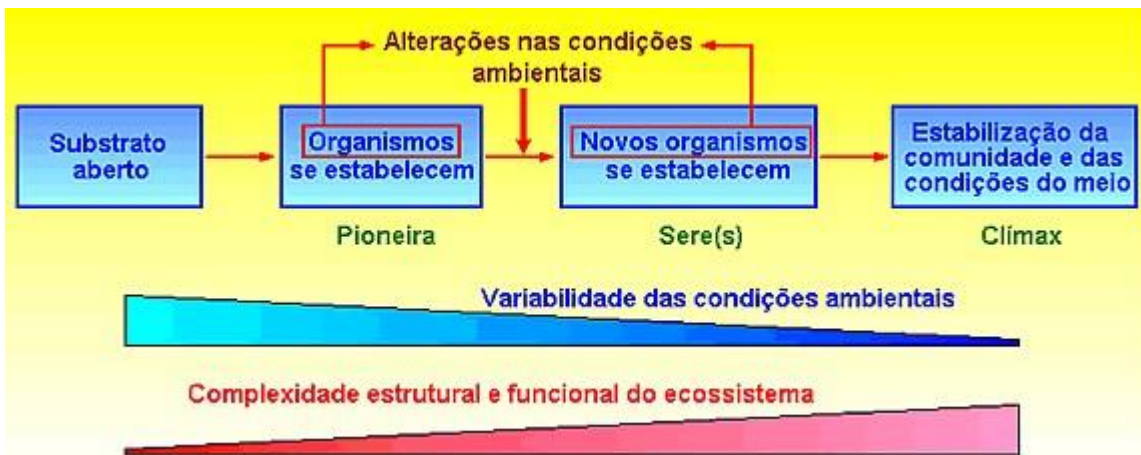 Alterações nas condições
ambientais
Substrato
aberto
Organismos
se estabelecem
Novos organismos
se estabelecem
Estabilização da
comunidade e das
condições do meio
Pioneira
Sere(s)
Clímax
Variabilidade das condições ambientais
Complexidade estrutural e funcional do ecossistema